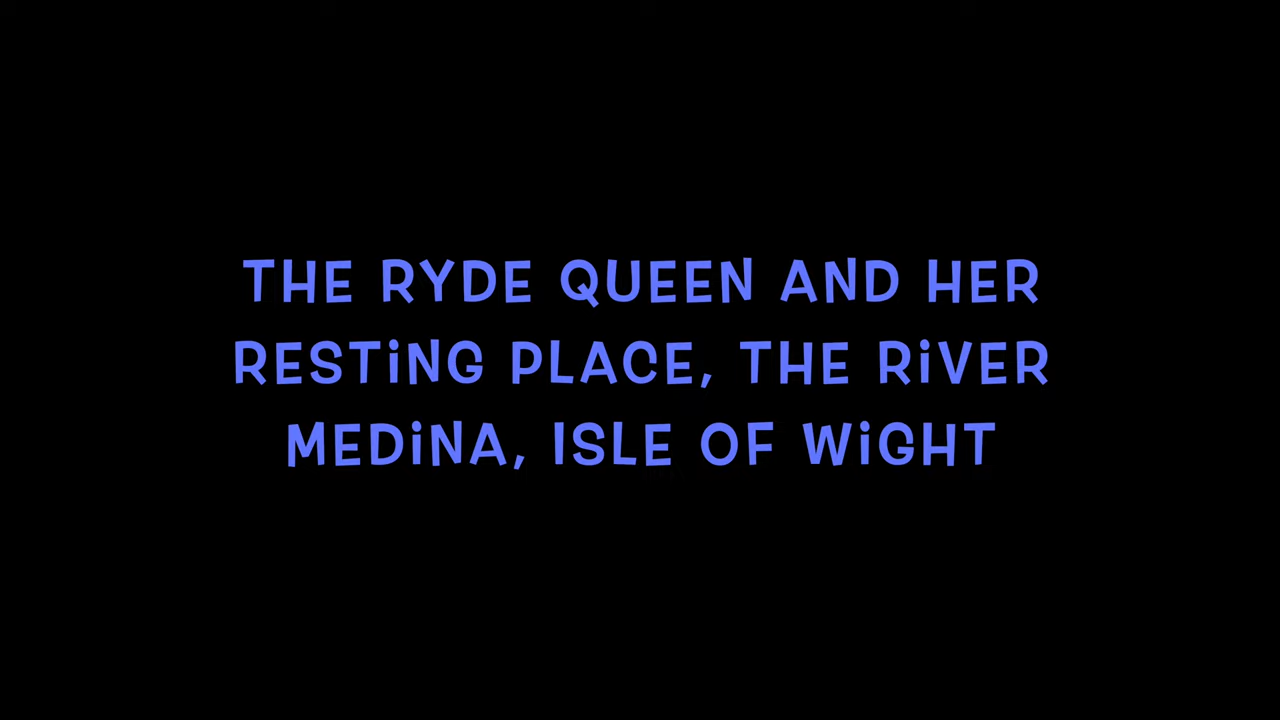 THE RYDE QUEEN AND HER
RESTiNG PLACE, THE RiVER
MEDiNA, ISLE OF WiGHT